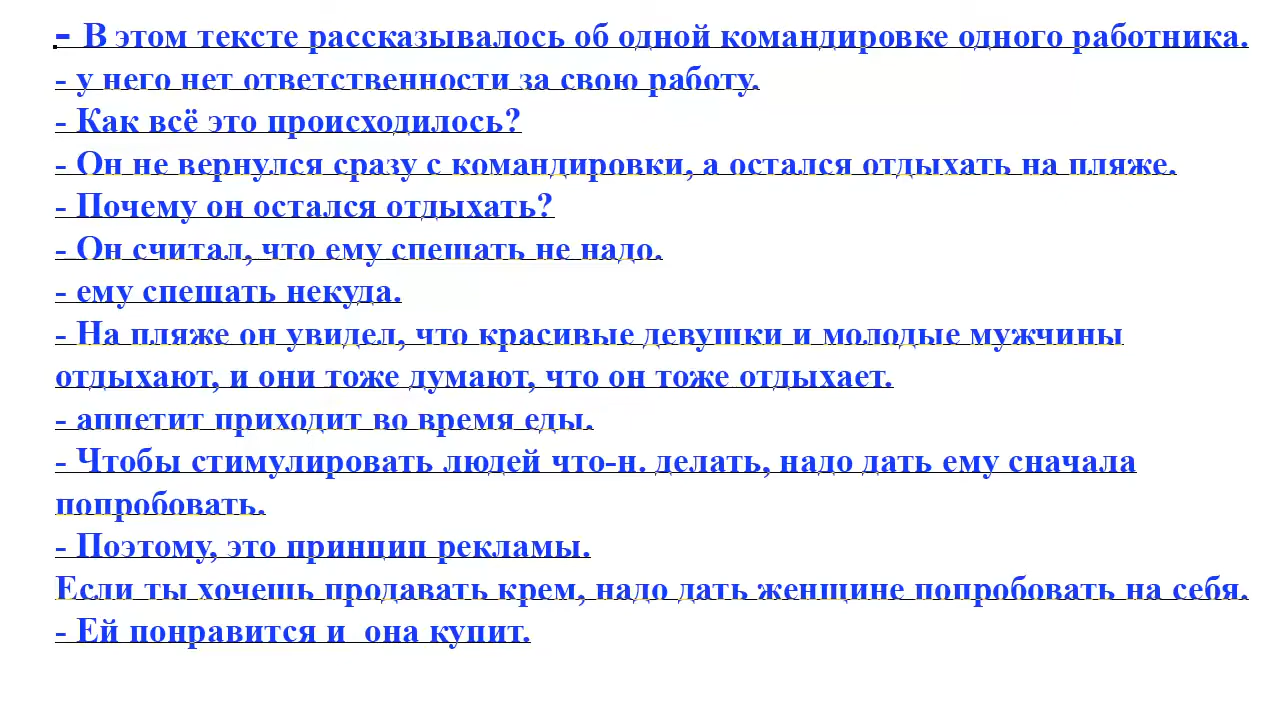 - В этом тексте рассказывалось об одной командировке одного работника.
- у него нет ответственности за свою работу.
- Как всё это происходилось?
- Он не вернулся сразу с командировки, а остался отдыхать на пляже.
- Почему он остался отдыхать?
- Он считал, что ему спешать не надо.
- ему спешать некуда.
- На пляже он увидел, что красивые девушки и молодые мужчины
отдыхают, и они тоже думают, что он тоже отдыхает.
- аппетит приходит во время еды.
- Чтобы стимулировать людей что-н. делать, надо дать ему сначала
попробовать.
- Поэтому, это принцип рекламы.
Если ты хочешь продавать крем, надо дать женщине попробовать на себя.
- Ей понравится и  она купит.